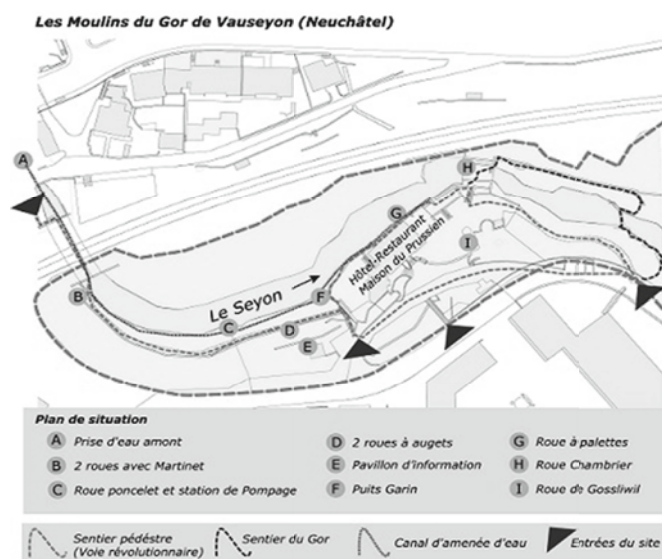 Les Moulins du Gor de Vauseyon (Neuchâtel)
A
H
G
Hôtel-Restaurant
Maison du Prussien
I
B
Le Seyon
F
C
D
E
Plan de situation
A Prise d'eau amont
B 2 roues avec Martinet
C Roue poncelet et station de Pompage
D 2 roues à augets
E Pavillon d'information
F Puits Garin
G Roue à palettes
H Roue Chambrier
I Roue de Gossliwil
Sentier pédéstre
(Voie révolutionnaire)
Sentier du Gor
Canal d'amenée d'eau
Entrées du site